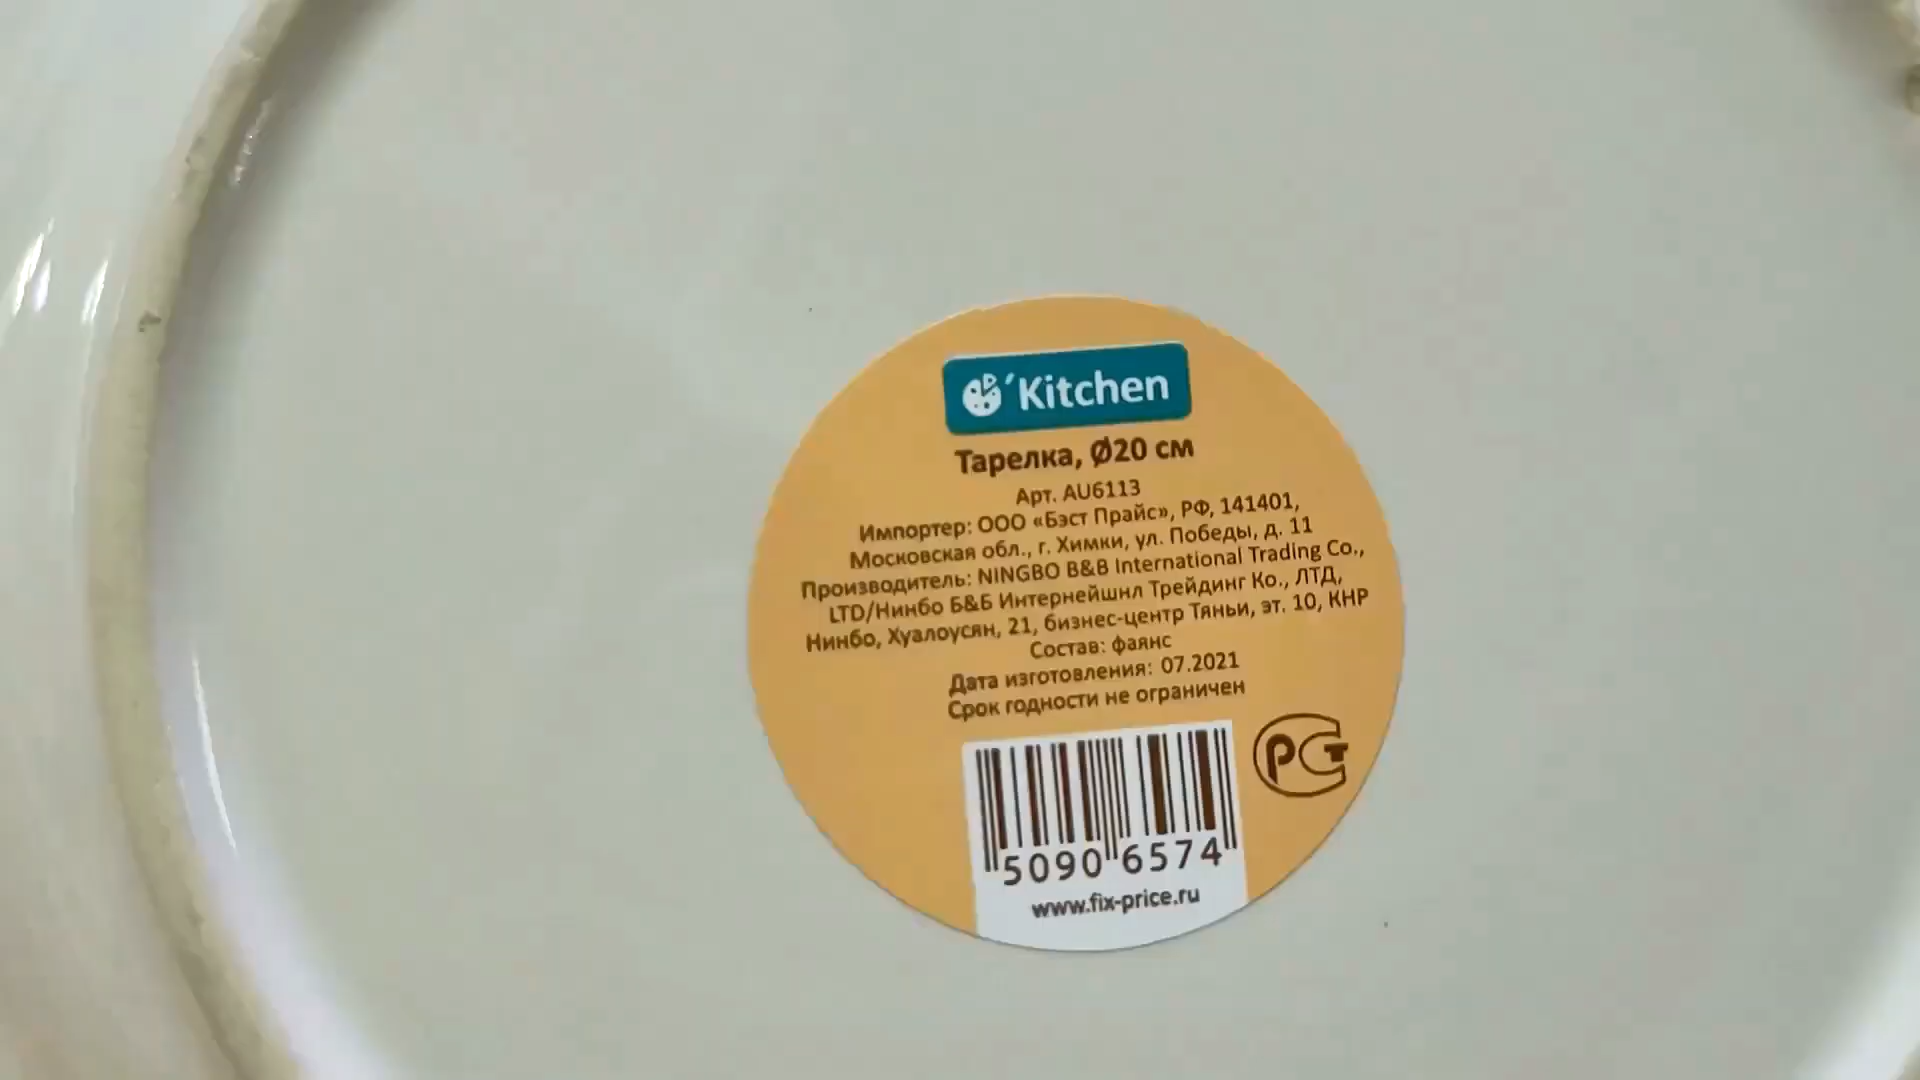 'Kitchen
Тарелка, Ø20 см
Арт. AU6113
Импортер: ООО «Бэст Прайс», РФ, 141401,
Московская обл., г. Химки, ул. Победы, д. 11
Производитель: NINGBO B&B International Trading Co.,
LTD/Нинбо Б&Б Интернейшнл Трейдинг Ко., ЛТД,
Нинбо, Хуалоусян, 21, бизнес-центр Тяньи, эт. 10, КНР
Состав: фаянс
Дата изготовления: 07.2021
Срок годности не ограничен
РСТ
5090 6574
www.fix-price.ru